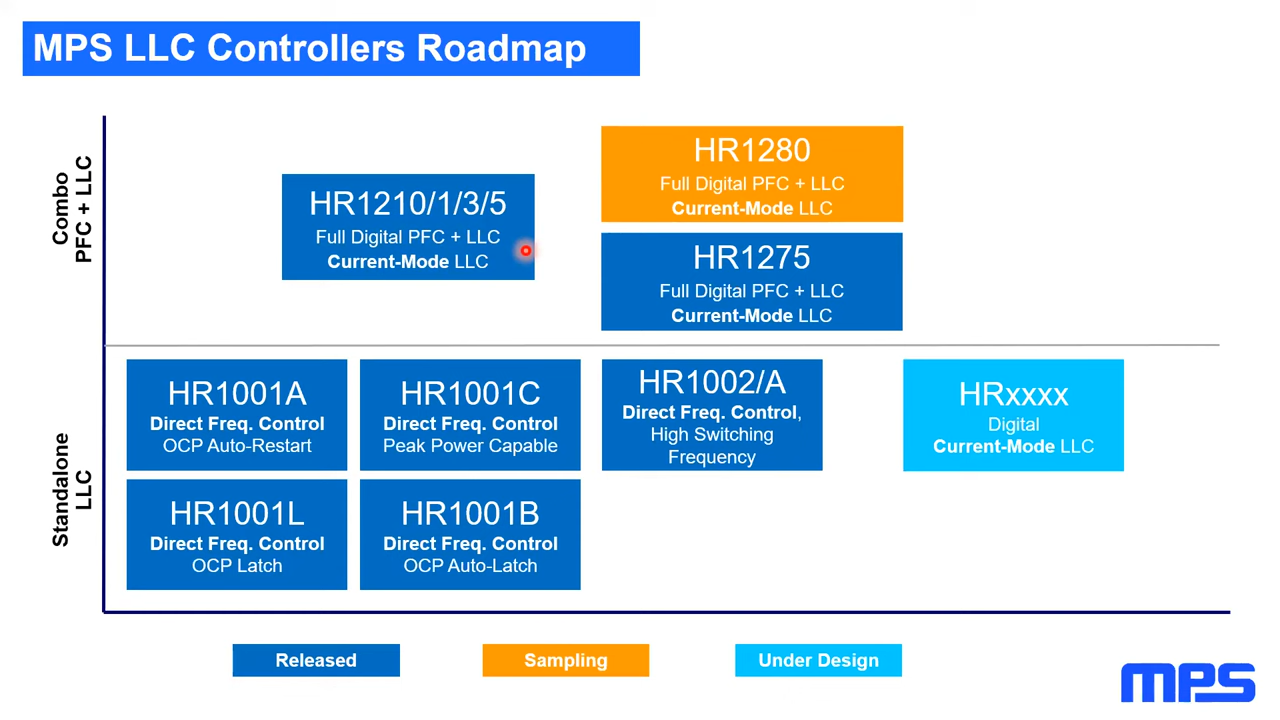 MPS LLC Controllers Roadmap
Combo
PFC + LLC
HR1210/1/3/5
Full Digital PFC + LLC
Current-Mode LLC
HR1280
Full Digital PFC + LLC
Current-Mode LLC
HR1275
Full Digital PFC + LLC
Current-Mode LLC
Standalone
LLC
HR1001A
Direct Freq. Control
OCP Auto-Restart
HR1001C
Direct Freq. Control
Peak Power Capable
HR1002/A
Direct Freq. Control,
High Switching
Frequency
HRxxxx
Digital
Current-Mode LLC
HR1001L
Direct Freq. Control
OCP Latch
HR1001B
Direct Freq. Control
OCP Auto-Latch
Released
Sampling
Under Design
mps